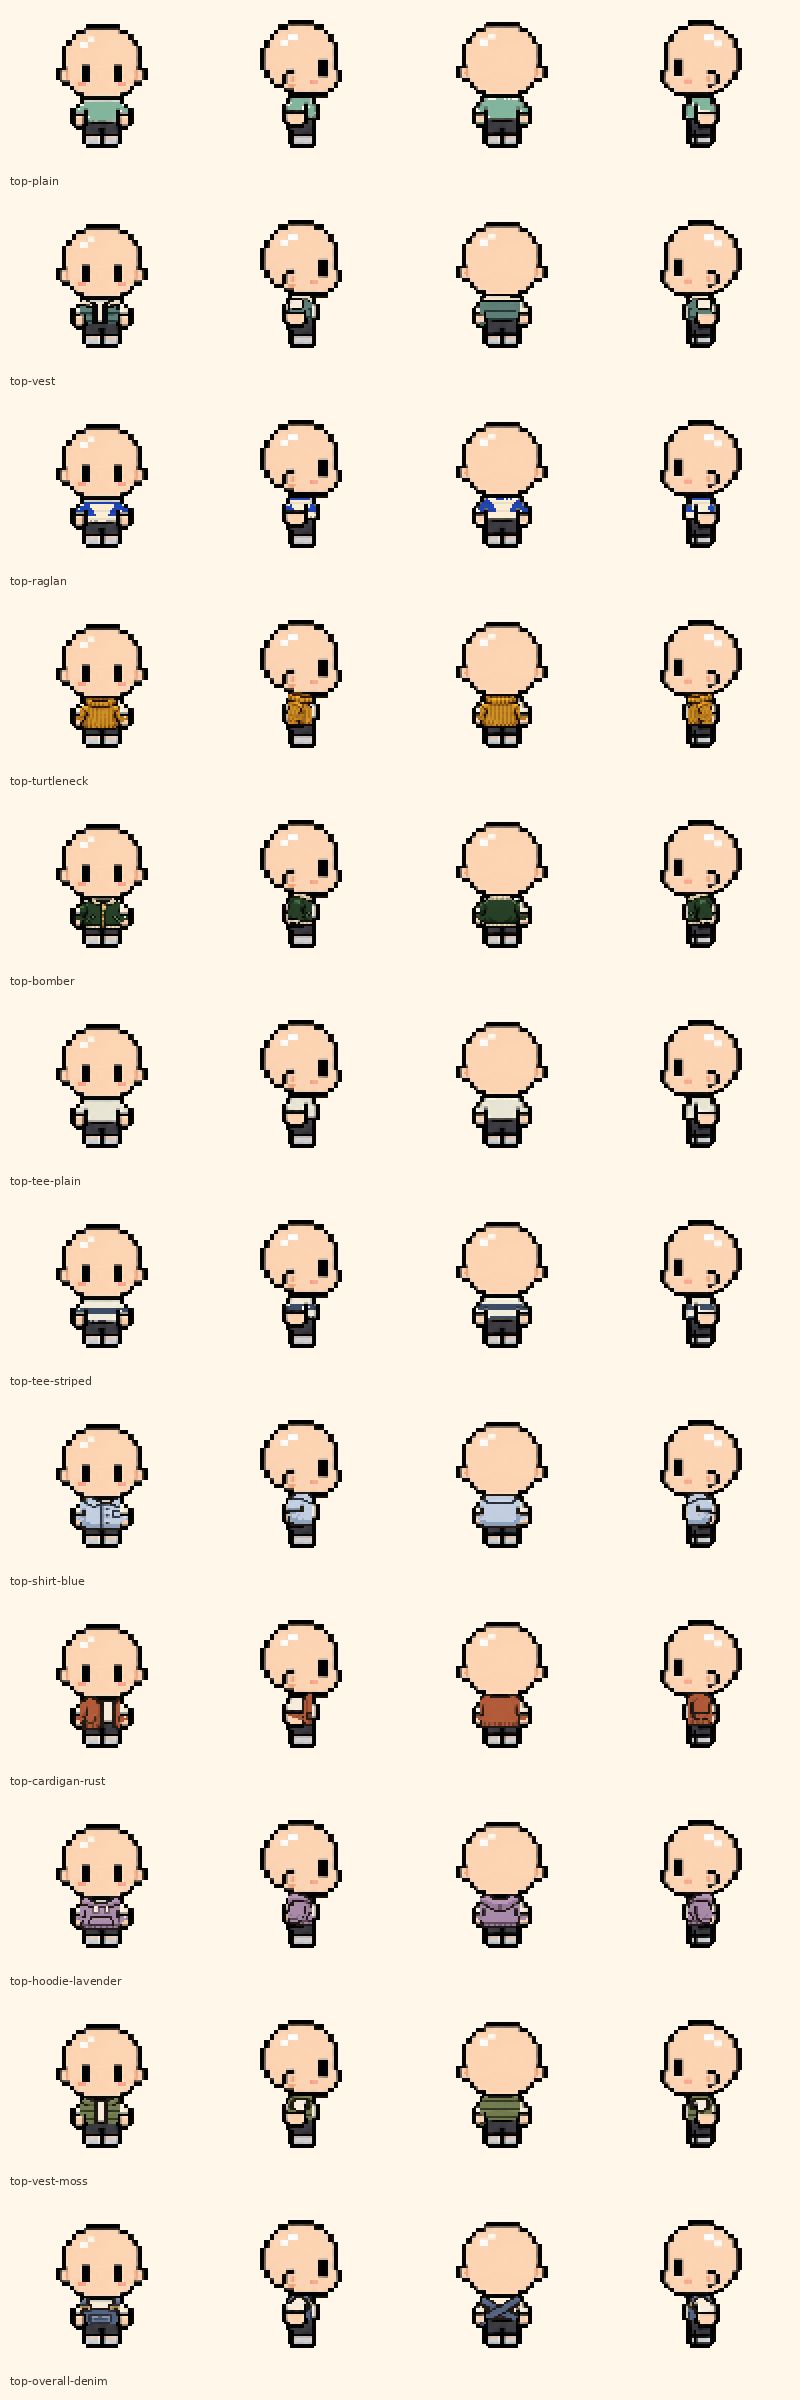 top-plain
top-vest
top-raglan
top-turtleneck
top-bomber
top-tee-plain
top-tee-striped
top-shirt-blue
top-cardigan-rust
top-hoodie-lavender
top-vest-moss
top-overall-denim